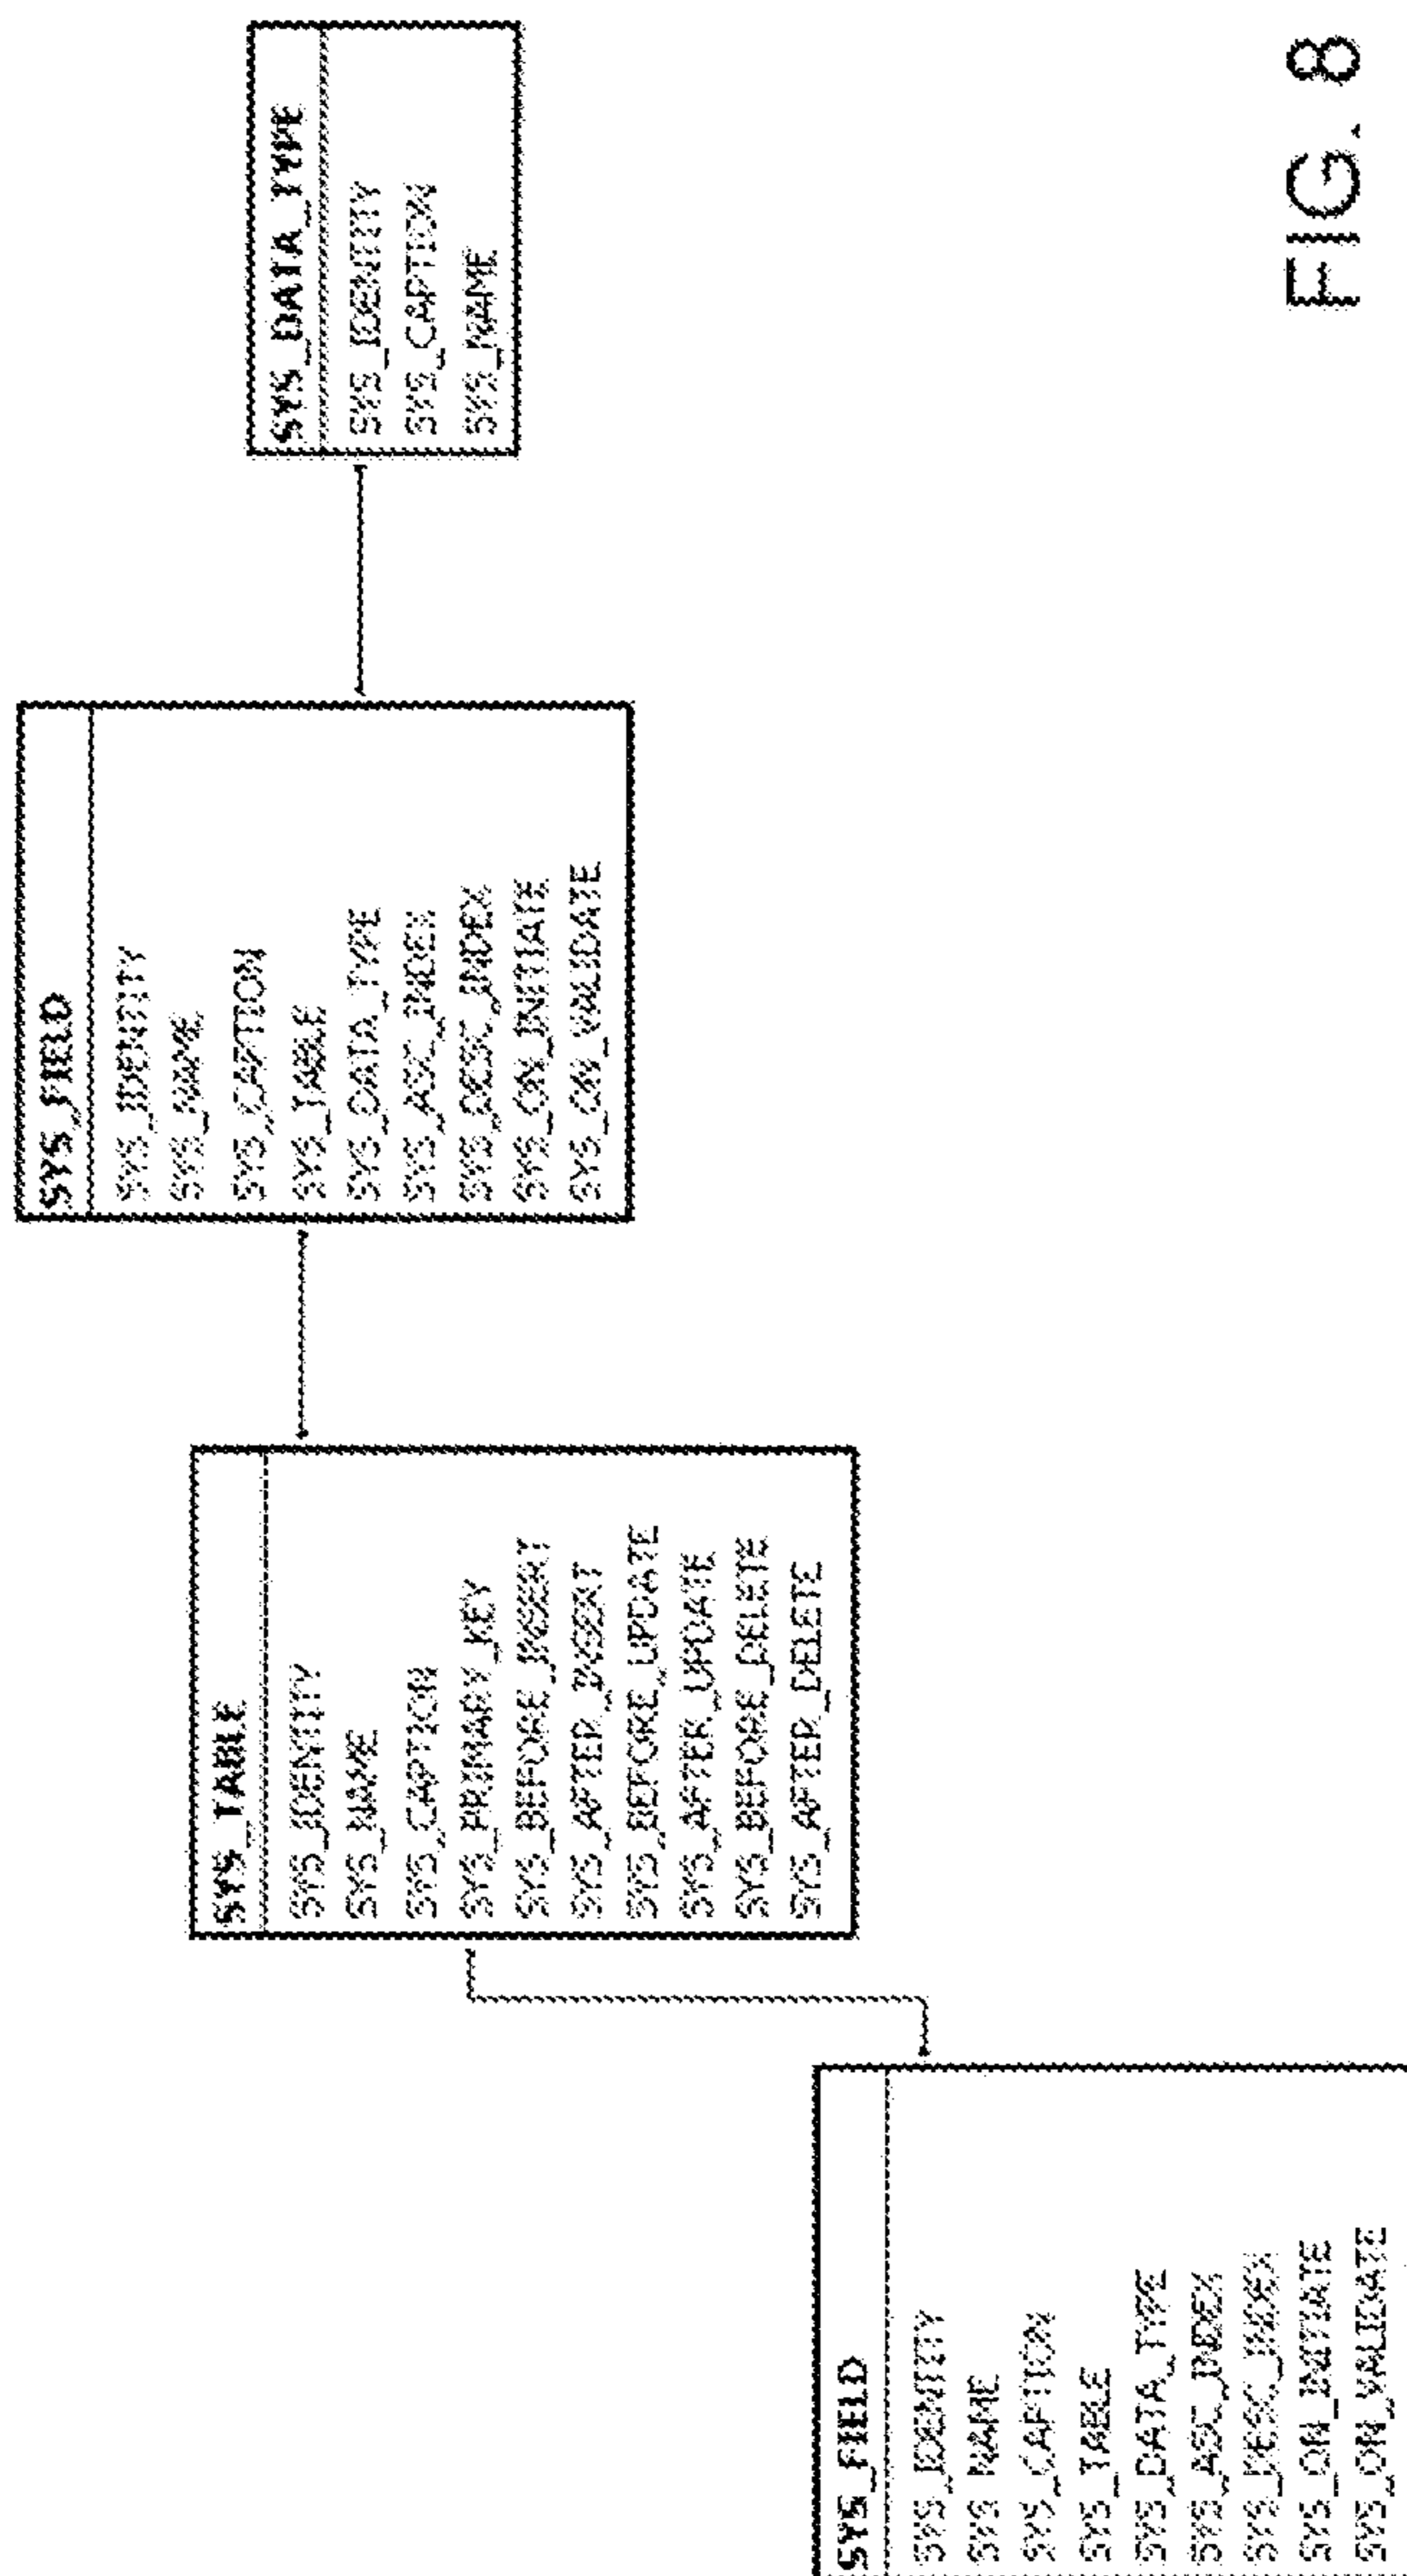 SYS_FIELD
SYS_IDENTITY
SYS_NAME
SYS_CAPTION
SYS_TABLE
SYS_DATA_TYPE
SYS_ASC_INDEX
SYS_DESC_INDEX
SYS_ON_INITIATE
SYS_ON_VALIDATE
SYS_TABLE
SYS_IDENTITY
SYS_NAME
SYS_CAPTION
SYS_PRIMARY_KEY
SYS_BEFORE_INSERT
SYS_AFTER_INSERT
SYS_BEFORE_UPDATE
SYS_AFTER_UPDATE
SYS_BEFORE_DELETE
SYS_AFTER_DELETE
SYS_FIELD
SYS_IDENTITY
SYS_NAME
SYS_CAPTION
SYS_TABLE
SYS_DATA_TYPE
SYS_ASC_INDEX
SYS_DESC_INDEX
SYS_ON_INITIATE
SYS_ON_VALIDATE
SYS_DATA_TYPE
SYS_IDENTITY
SYS_CAPTION
SYS_NAME
FIG. 8